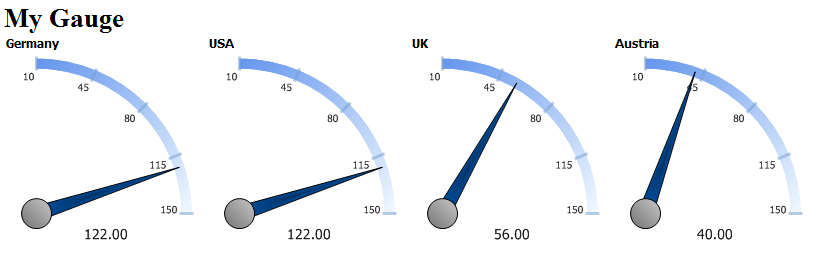 My Gauge
Germany USA UK Austria
10 10 10 10
45 45 45 45
80 80 80 80
115 115 115 115
150 150 150 150
122.00 122.00 56.00 40.00